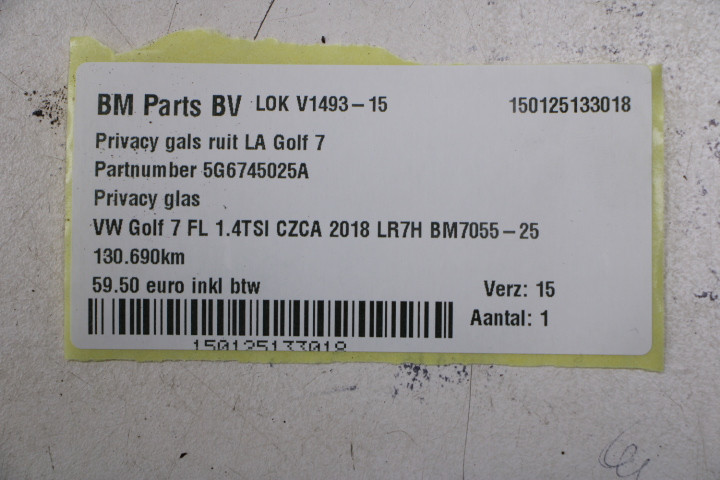 BM Parts BV LOK V1493-15 150125133018
Privacy gals ruit LA Golf 7
Partnumber 5G6745025A
Privacy glas
VW Golf 7 FL 1.4TSI CZCA 2018 LR7H BM7055-25
130.690km
59.50 euro inkl btw Verz: 15
Aantal: 1
150125133018